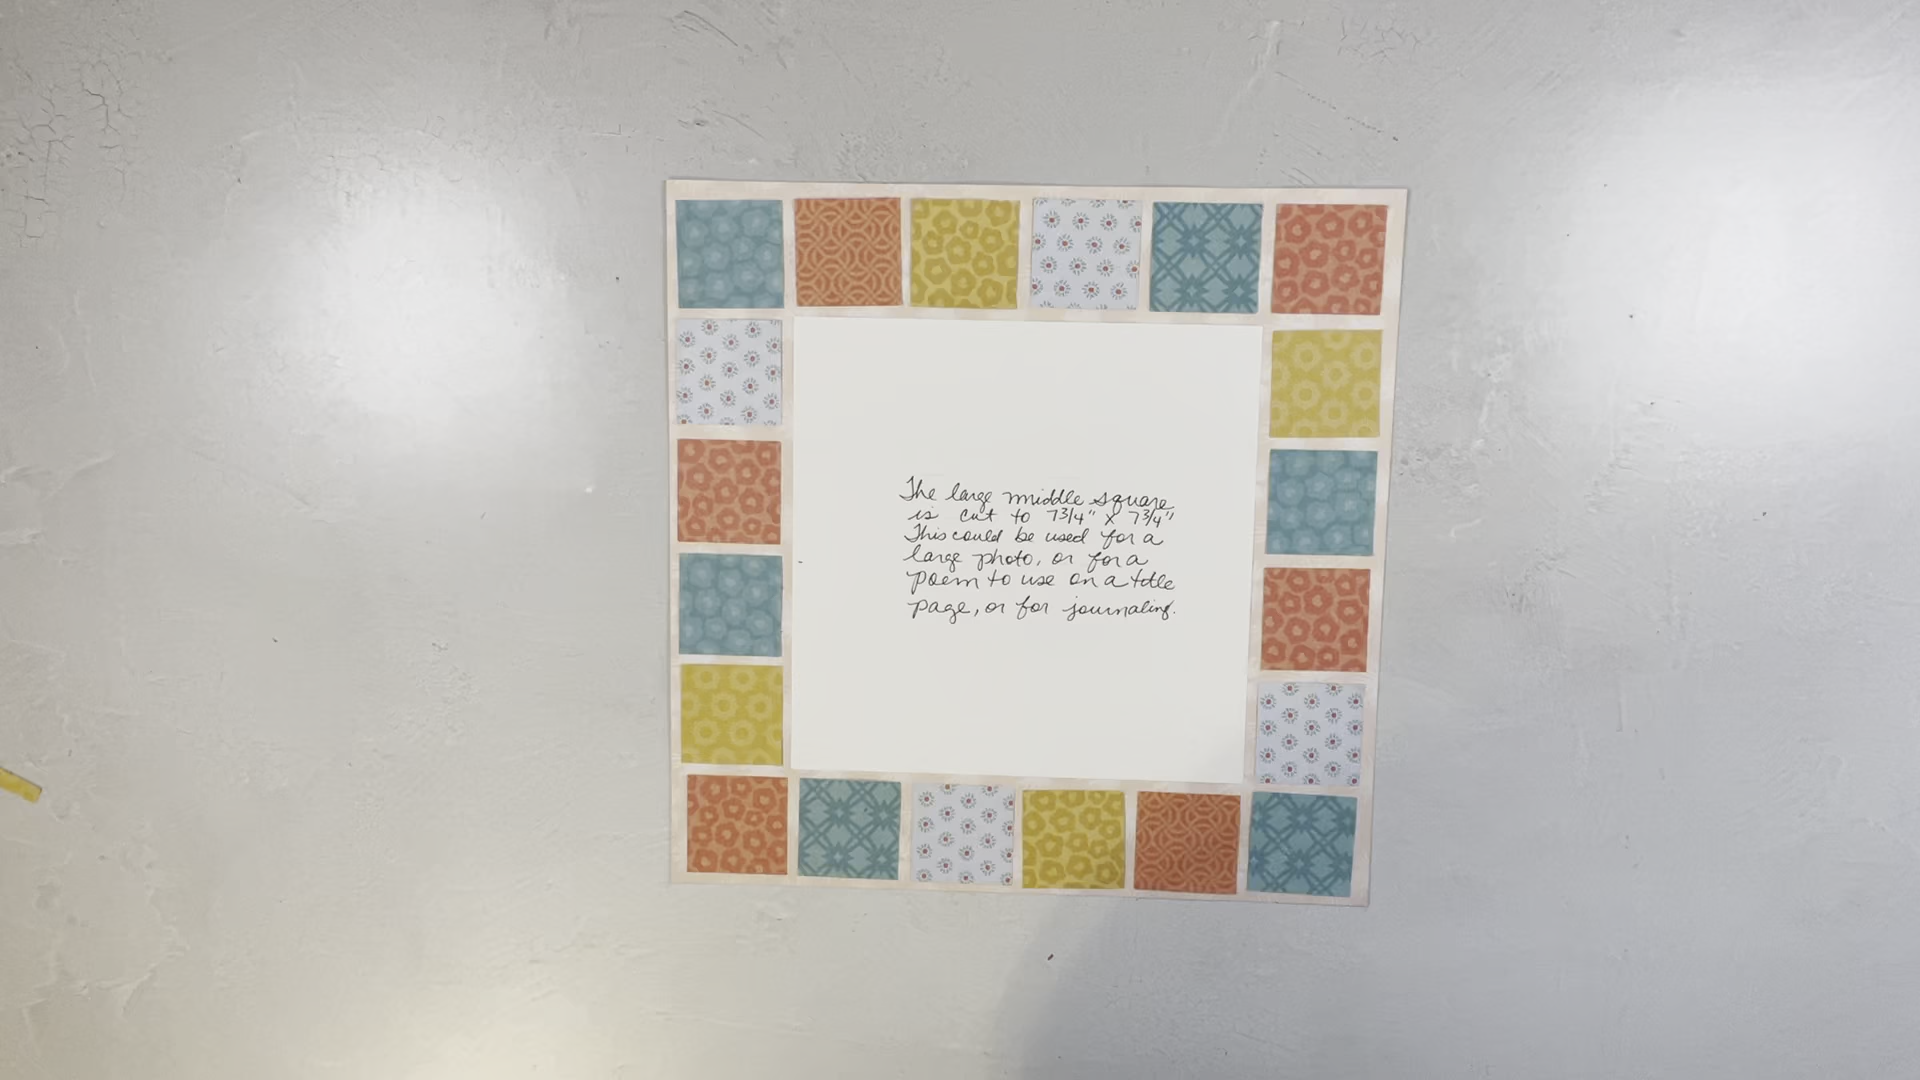 The large middle square
is cut to 7 3/4" x 7 3/4"
This could be used for a
large photo, or for a
poem to use on a title
page, or for journaling.